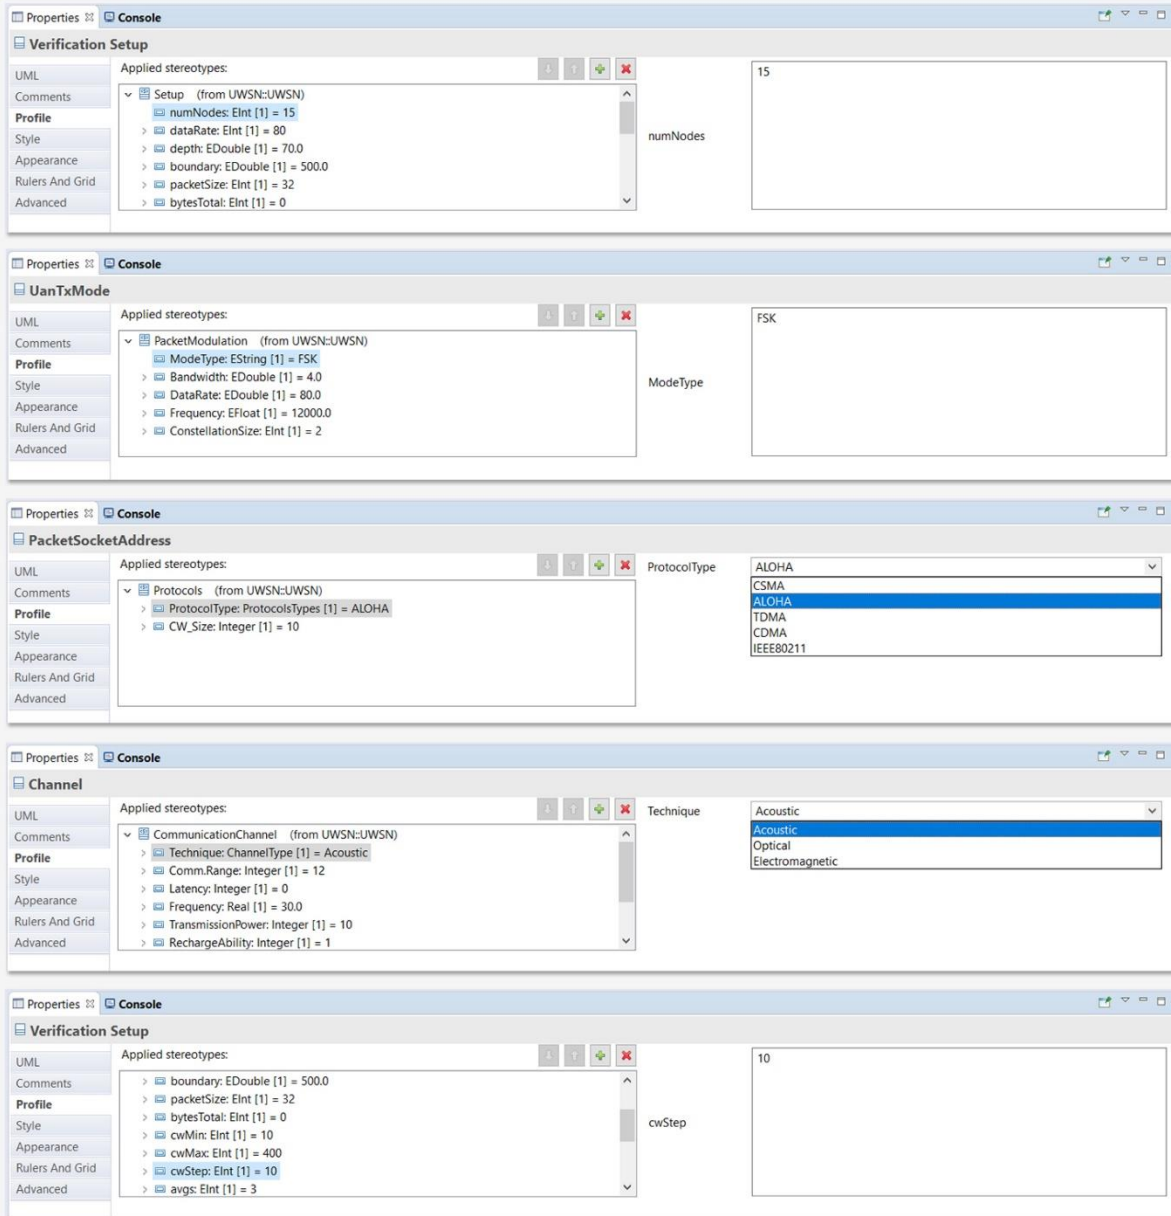 Properties Console
Verification Setup
UML
Comments
Profile
Style
Appearance
Rulers And Grid
Advanced
Applied stereotypes:
Setup (from UWSN::UWSN)
numNodes: EInt [1] = 15
dataRate: EInt [1] = 80
depth: EDouble [1] = 70.0
boundary: EDouble [1] = 500.0
packetSize: EInt [1] = 32
bytesTotal: EInt [1] = 0
numNodes
15
Properties Console
UanTxMode
UML
Comments
Profile
Style
Appearance
Rulers And Grid
Advanced
Applied stereotypes:
PacketModulation (from UWSN::UWSN)
ModeType: EString [1] = FSK
Bandwidth: EDouble [1] = 4.0
DataRate: EDouble [1] = 80.0
Frequency: EFloat [1] = 12000.0
ConstellationSize: EInt [1] = 2
ModeType
FSK
Properties Console
PacketSocketAddress
UML
Comments
Profile
Style
Appearance
Rulers And Grid
Advanced
Applied stereotypes:
Protocols (from UWSN::UWSN)
ProtocolType: ProtocolsTypes [1] = ALOHA
CW_Size: Integer [1] = 10
ProtocolType
ALOHA
CSMA
ALOHA
TDMA
CDMA
IEEE80211
Properties Console
Channel
UML
Comments
Profile
Style
Appearance
Rulers And Grid
Advanced
Applied stereotypes:
CommunicationChannel (from UWSN::UWSN)
Technique: ChannelType [1] = Acoustic
Comm.Range: Integer [1] = 12
Latency: Integer [1] = 0
Frequency: Real [1] = 30.0
TransmissionPower: Integer [1] = 10
RechargeAbility: Integer [1] = 1
Technique
Acoustic
Acoustic
Optical
Electromagnetic
Properties Console
Verification Setup
UML
Comments
Profile
Style
Appearance
Rulers And Grid
Advanced
Applied stereotypes:
boundary: EDouble [1] = 500.0
packetSize: EInt [1] = 32
bytesTotal: EInt [1] = 0
cwMin: EInt [1] = 10
cwMax: EInt [1] = 400
cwStep: EInt [1] = 10
avgs: EInt [1] = 3
cwStep
10